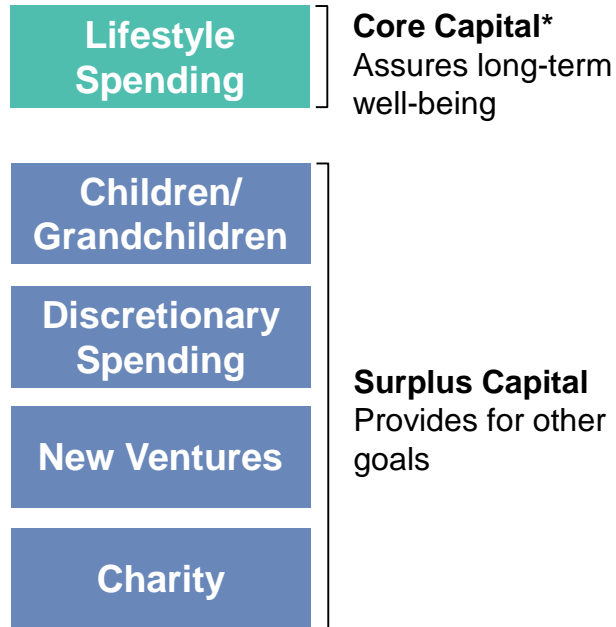 Lifestyle
Spending
Core Capital*
Assures long-term
well-being
Children/
Grandchildren
Discretionary
Spending
New Ventures
Charity
Surplus Capital
Provides for other
goals